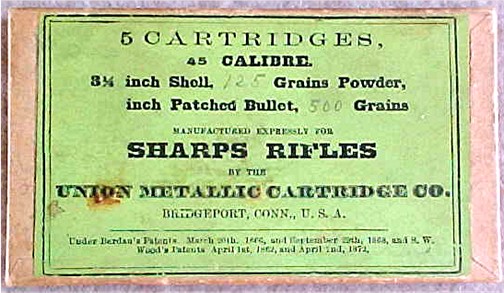 5 CARTRIDGES,
45 CALIBRE.
3¼ inch Shell, 125 Grains Powder,
inch Patched Bullet, 500 Grains
MANUFACTURED EXPRESSLY FOR
SHARPS RIFLES
BY THE
UNION METALLIC CARTRIDGE CO.
BRIDGEPORT, CONN., U. S. A.
Under Berdan's Patents. March 20th, 1866, and September 29th, 1868, and S. W.
Wood's Patents April 1st, 1862, and April 2nd, 1872,